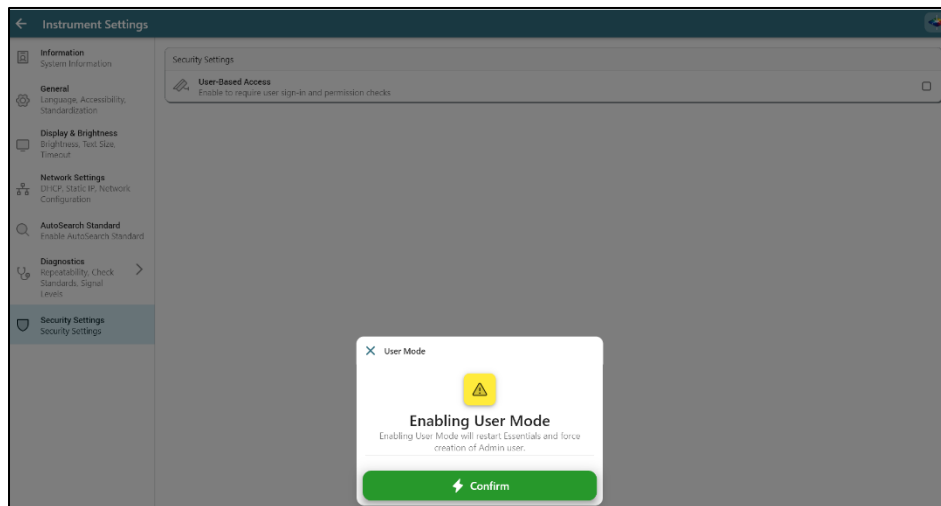 Instrument Settings
Information
System Information
General
Language, Accessibility,
Standardization
Display & Brightness
Brightness, Text Size,
Timeout
Network Settings
DHCP, Static IP, Network
Configuration
AutoSearch Standard
Enable AutoSearch Standard
Diagnostics
Repeatability, Check
Standards, Signal
Levels
Security Settings
Security Settings
Security Settings
User-Based Access
Enable to require user sign-in and permission checks
User Mode
Enabling User Mode
Enabling User Mode will restart Essentials and force
creation of Admin user.
Confirm